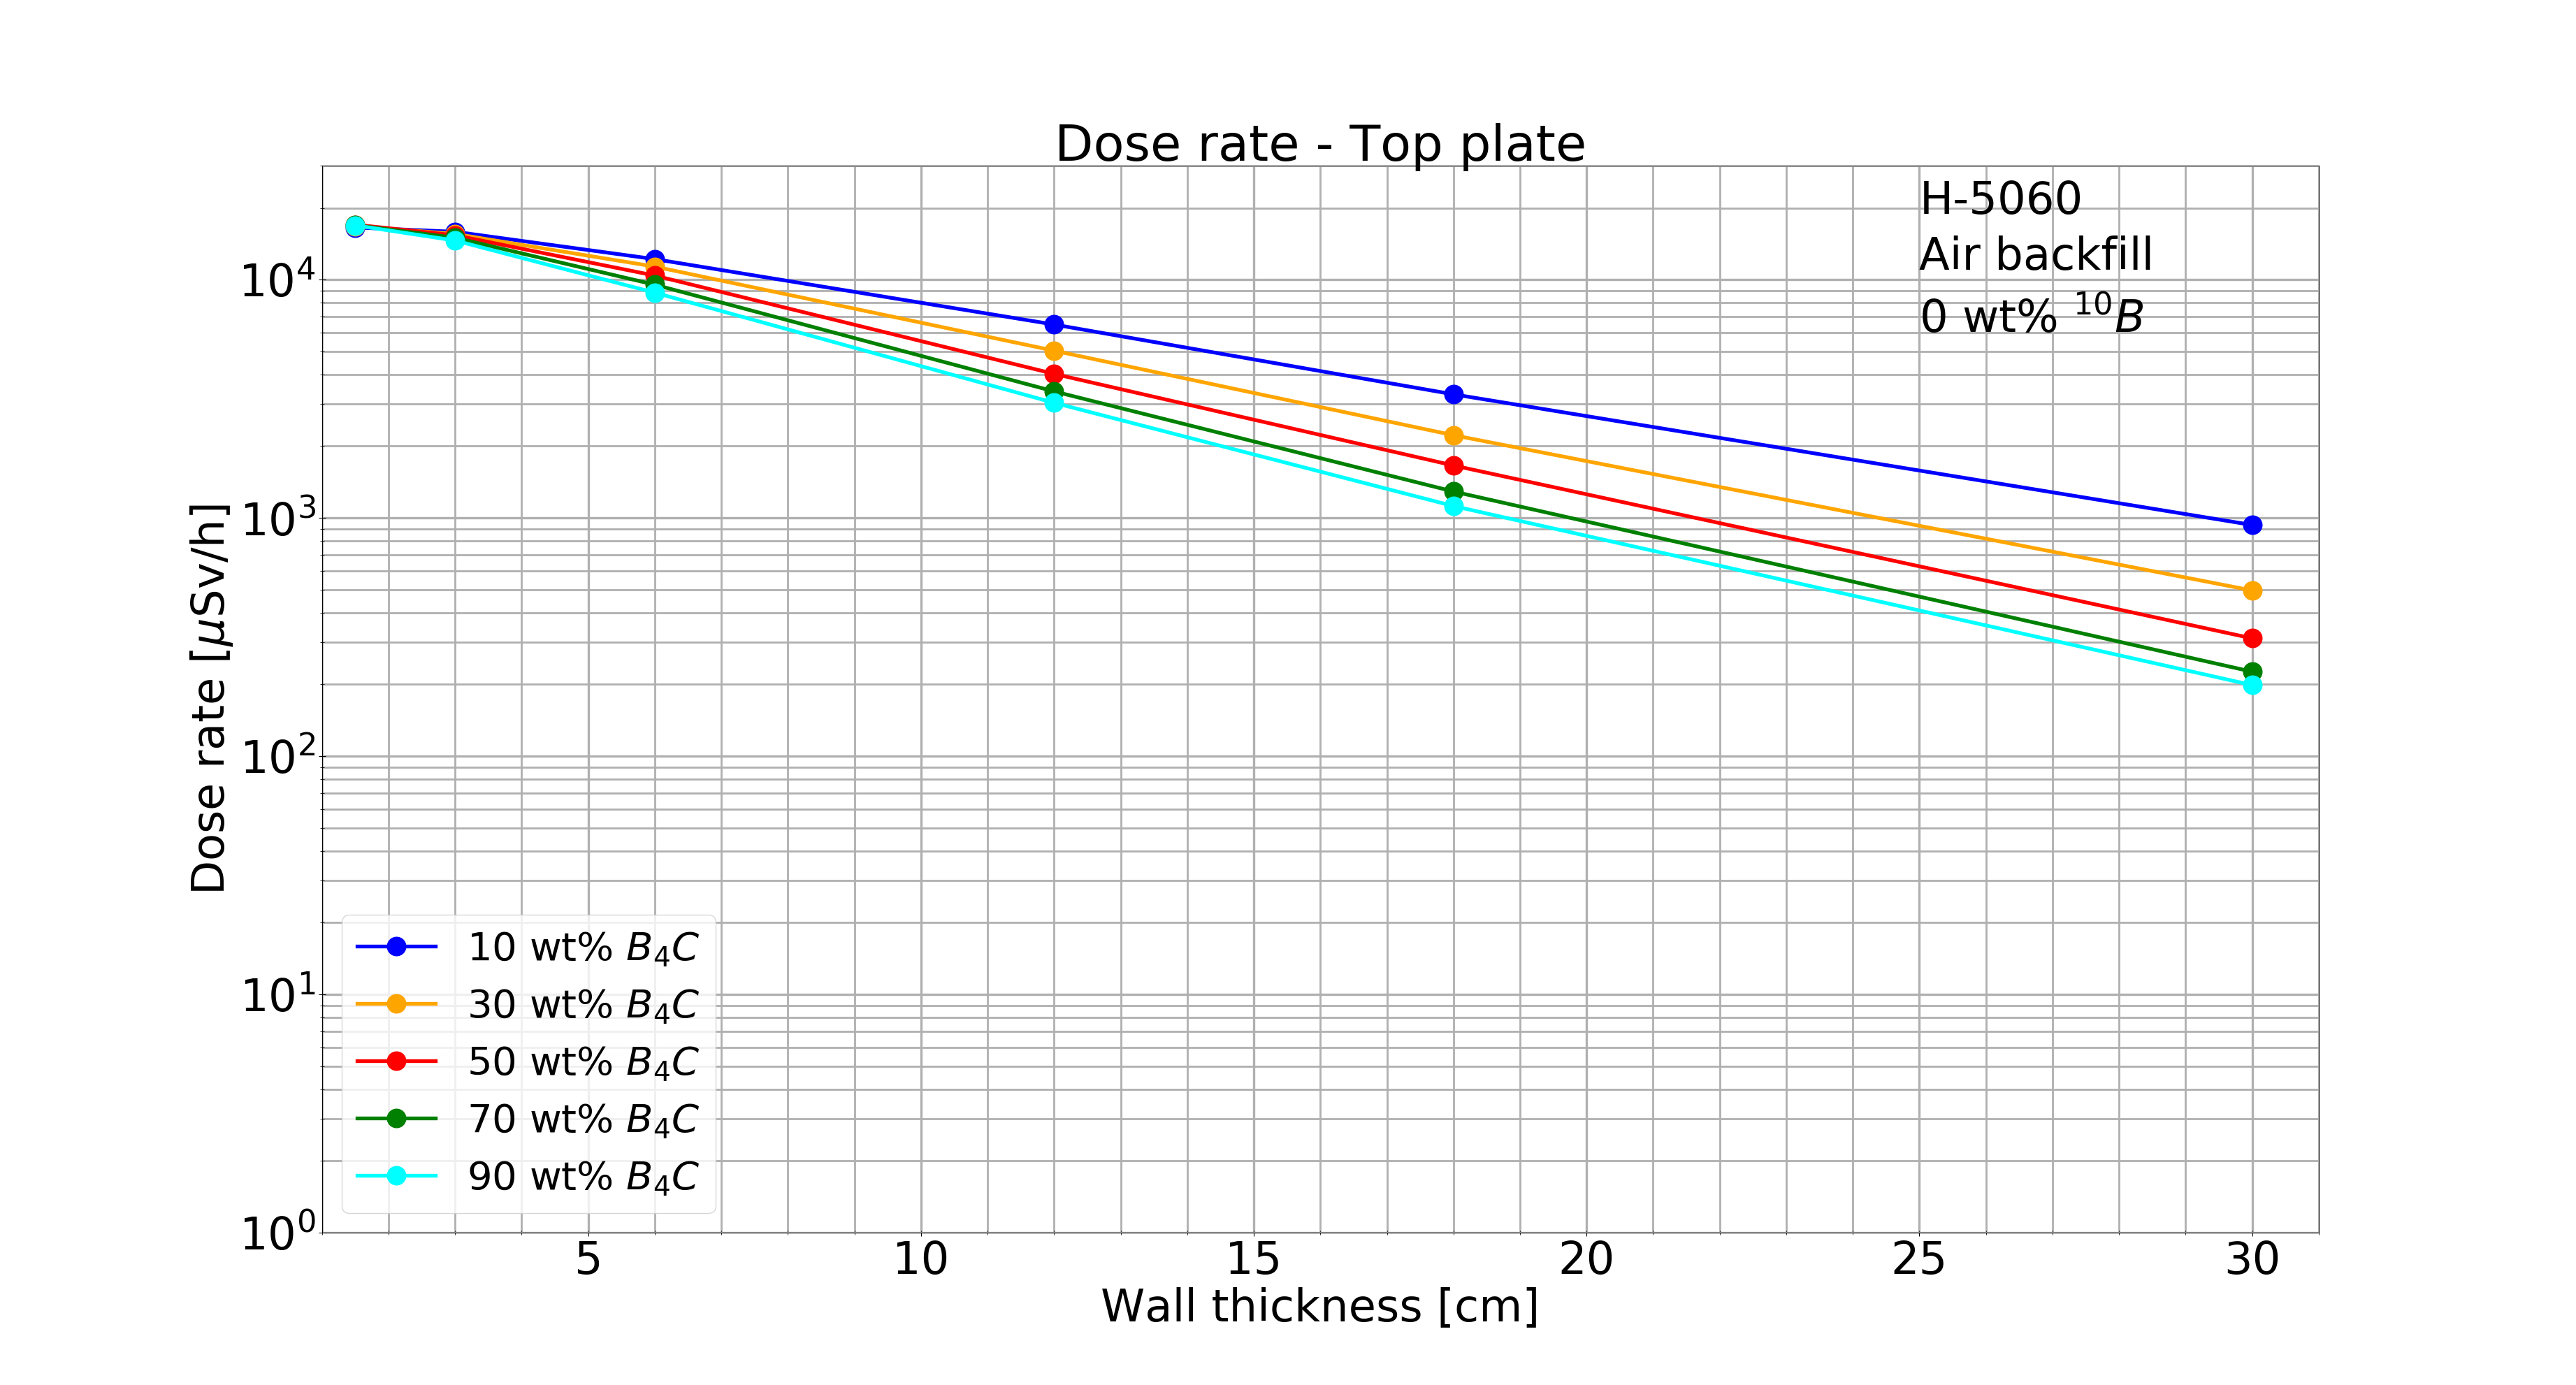 Dose rate - Top plate
H-5060
Air backfill
0 wt% ¹⁰B
Dose rate [μSv/h]
10⁴
10³
10²
10¹
10⁰
10 wt% B₄C
30 wt% B₄C
50 wt% B₄C
70 wt% B₄C
90 wt% B₄C
5 10 15 20 25 30
Wall thickness [cm]